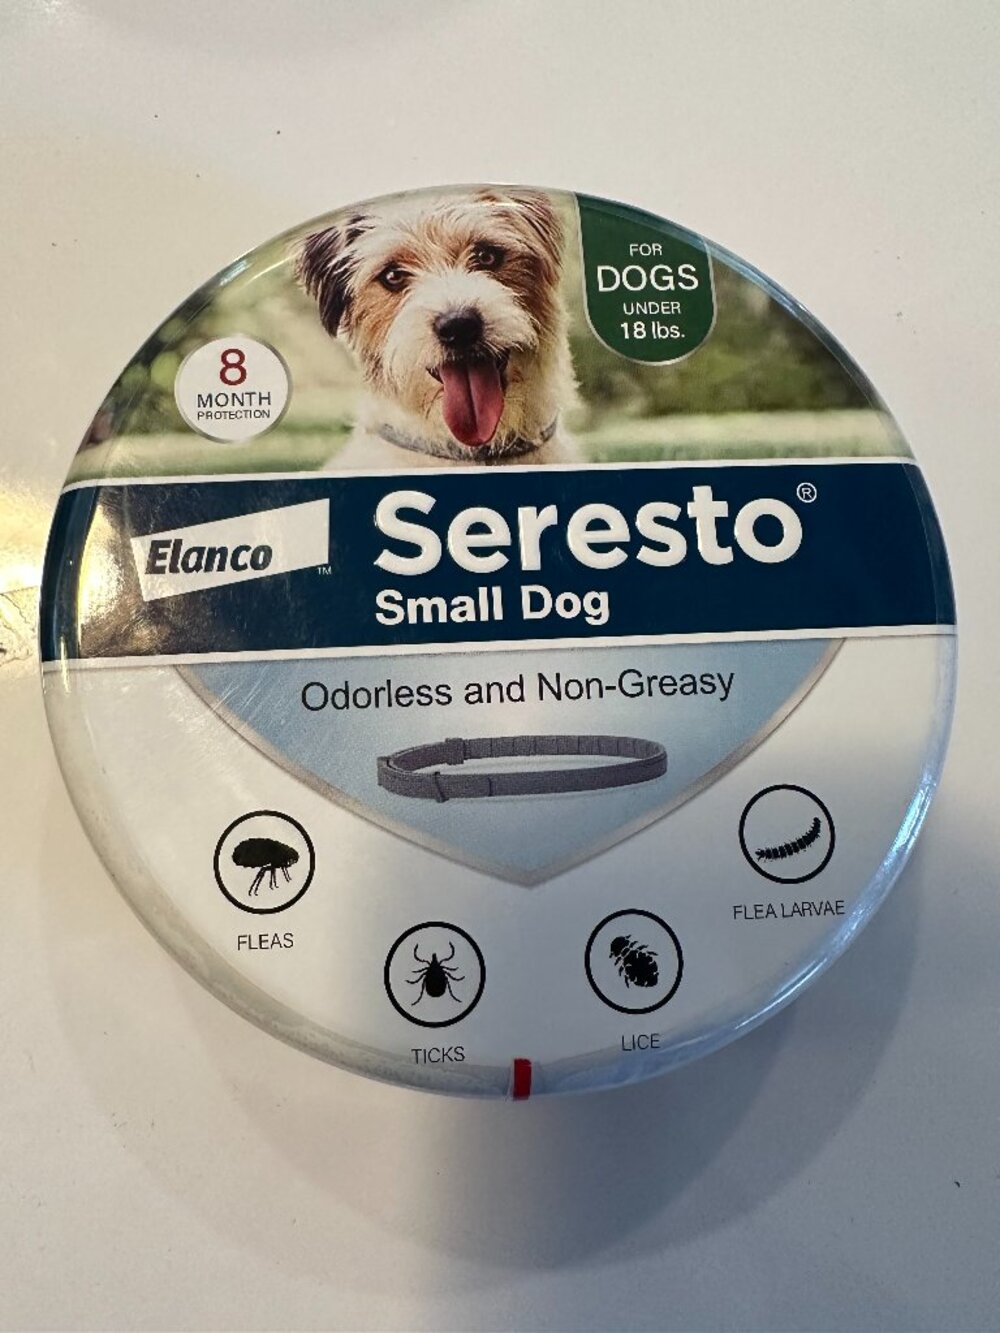 FOR
DOGS
UNDER
18 lbs.
8
MONTH
PROTECTION
Elanco™
Seresto®
Small Dog
Odorless and Non-Greasy
FLEAS
TICKS
LICE
FLEA LARVAE